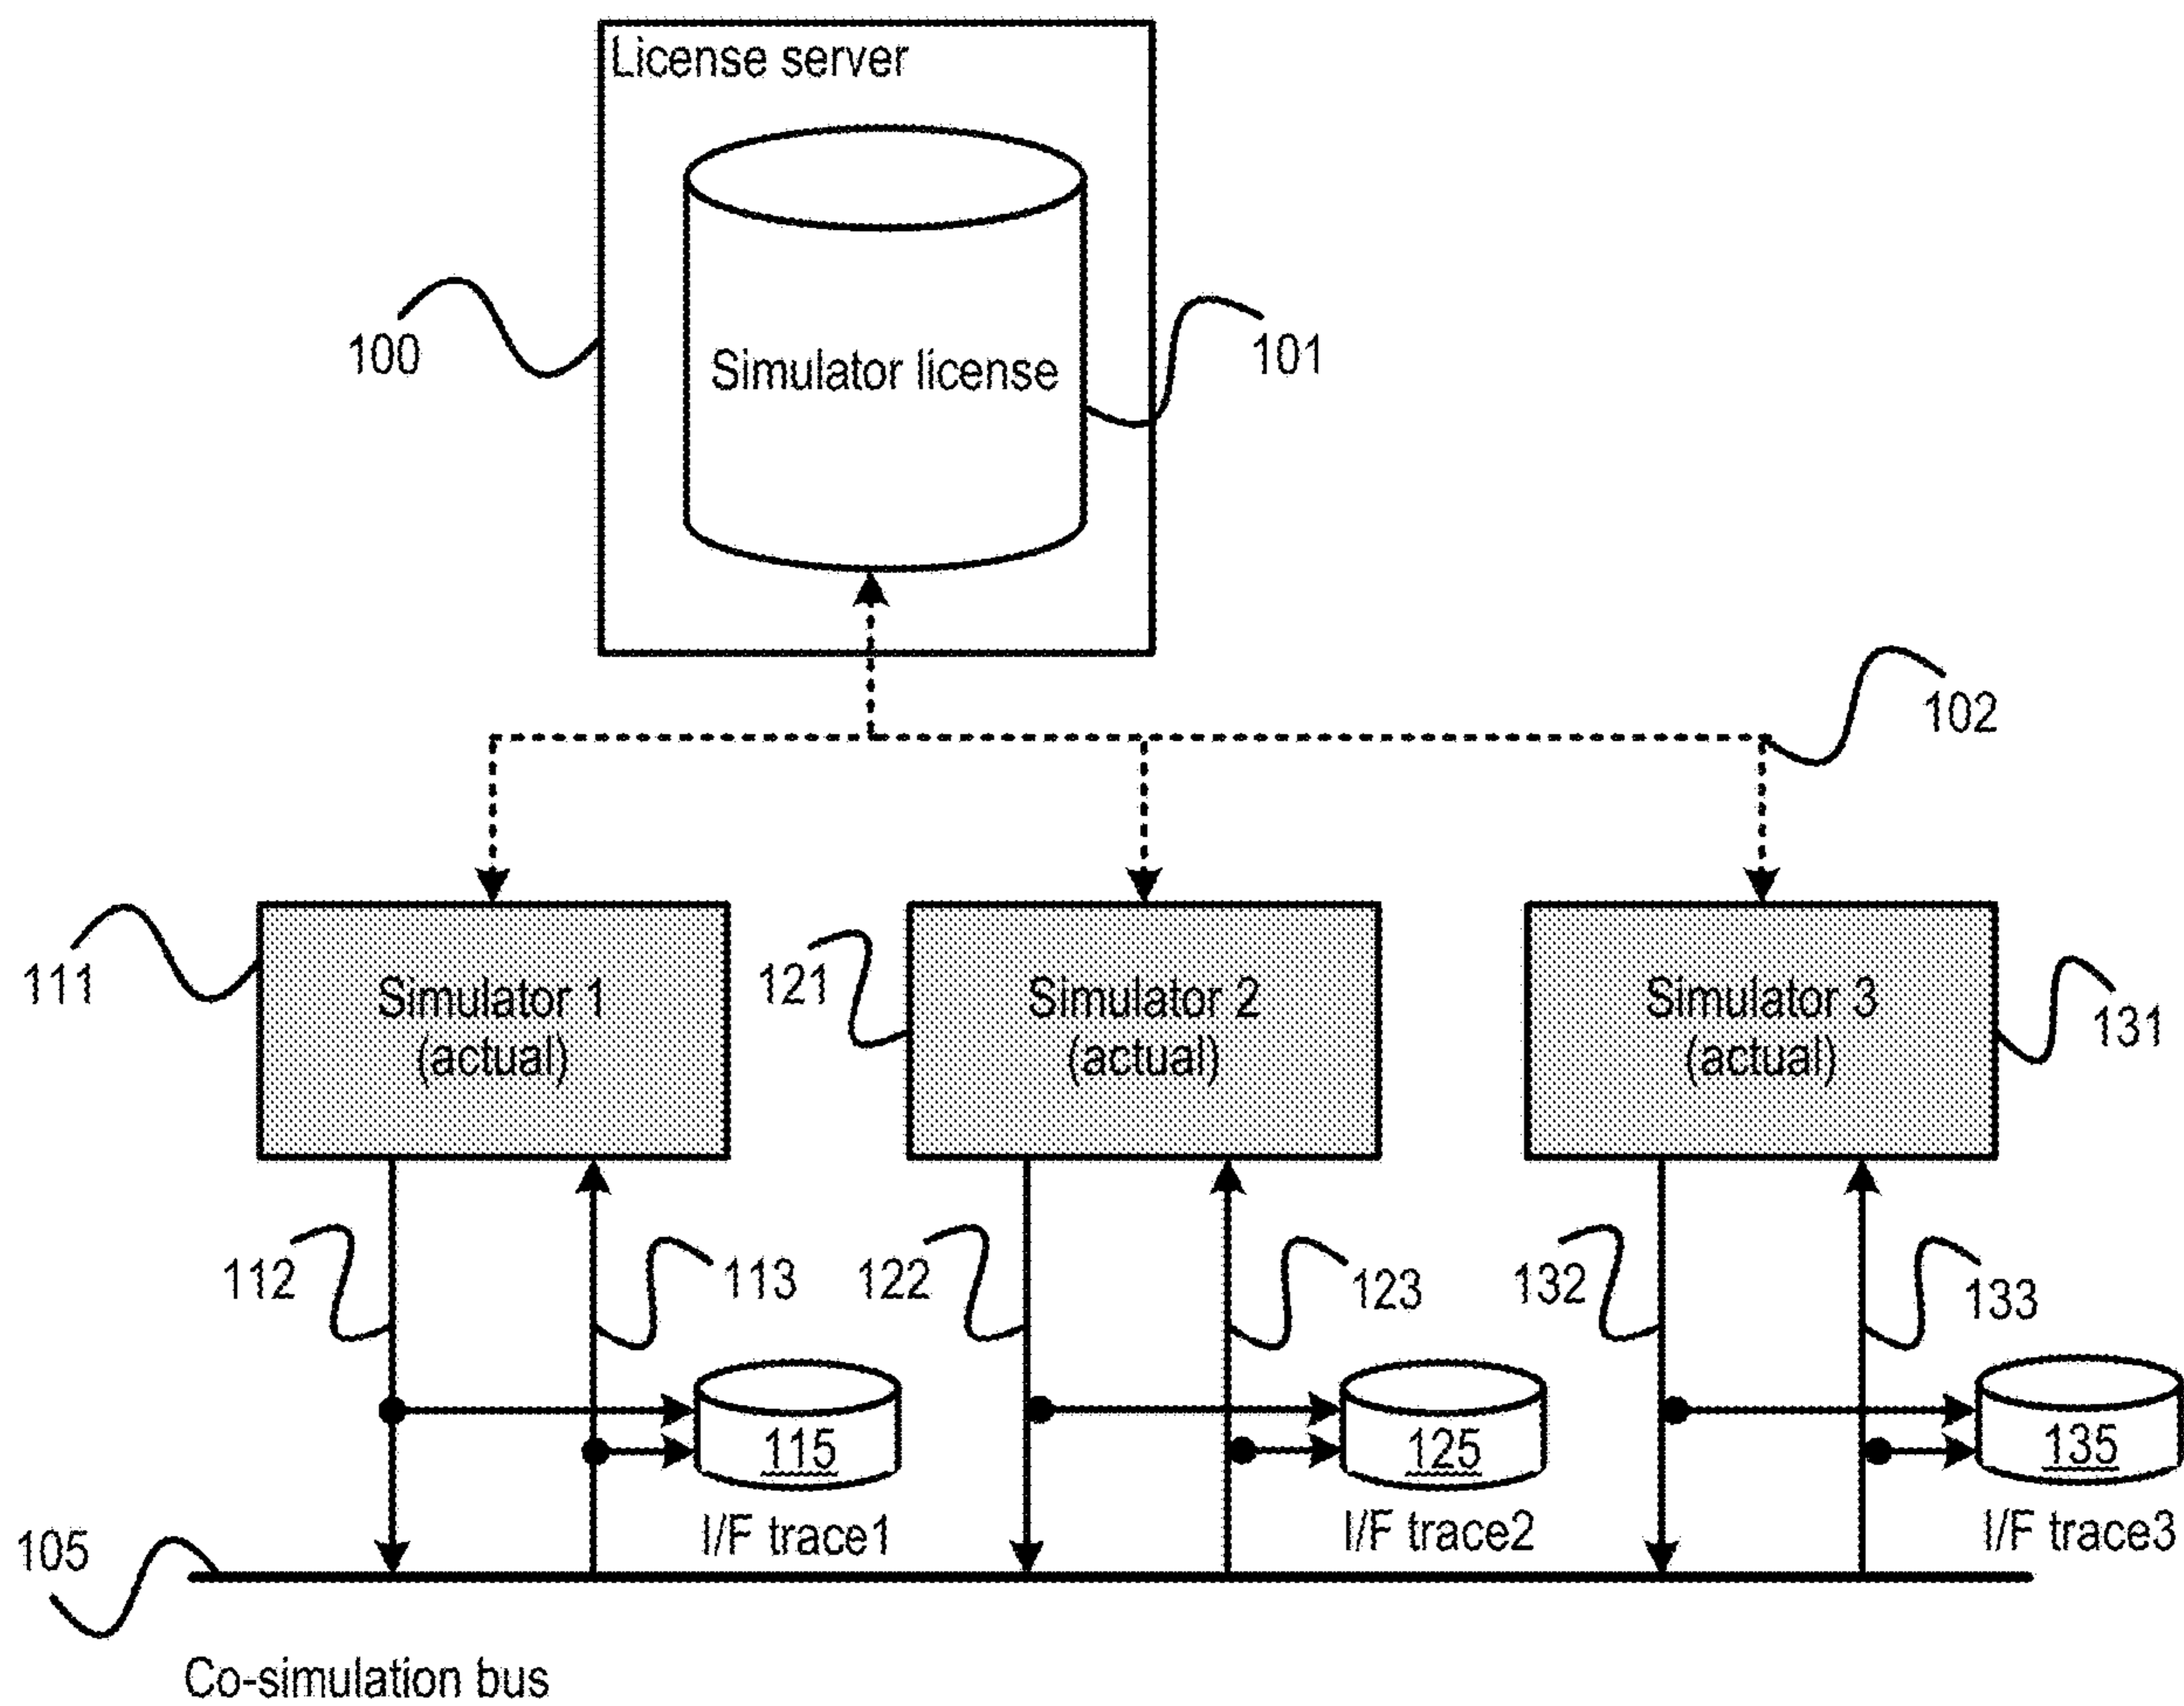 License server
100
Simulator license
101
102
111
Simulator 1
(actual)
121
Simulator 2
(actual)
Simulator 3
(actual)
131
112
113
122
123
132
133
115
125
135
I/F trace1
I/F trace2
I/F trace3
105
Co-simulation bus